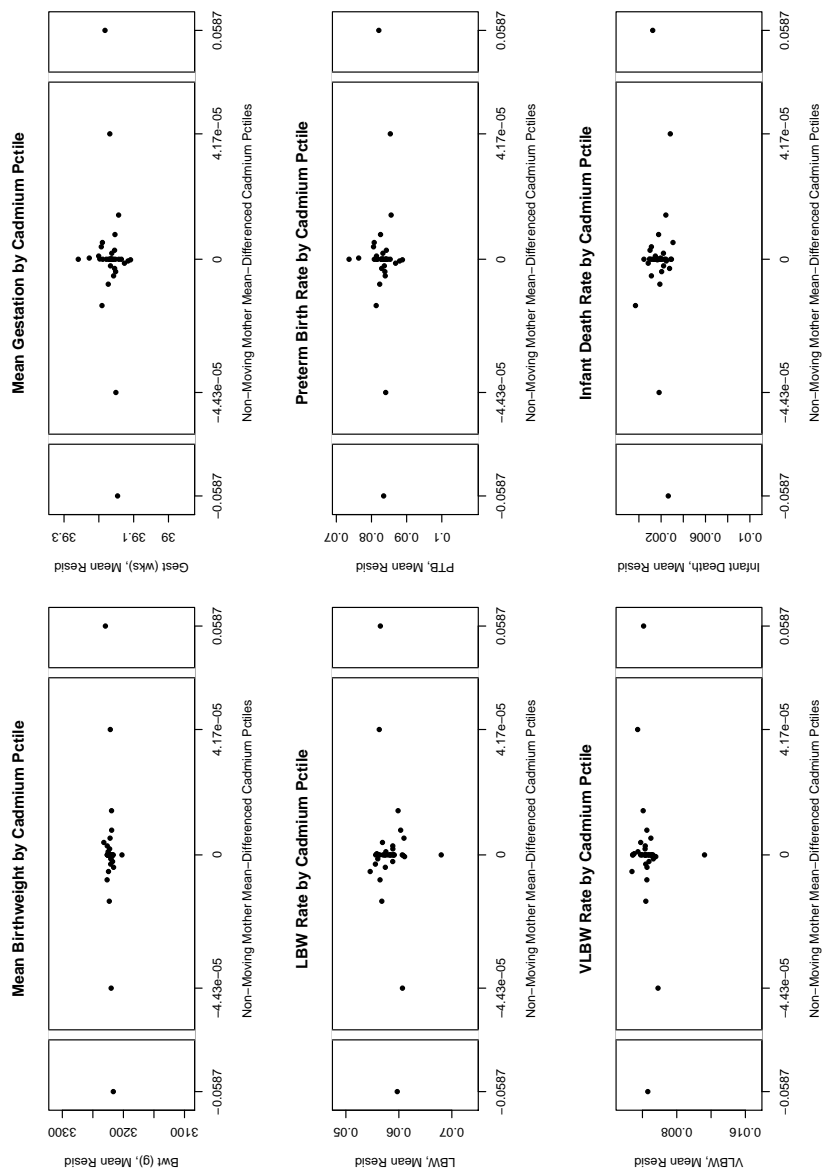 Mean Birthweight by Cadmium Pctile
Bwt (g), Mean Resid
3300
3200
3100
−0.0587
−4.43e−05
0
4.17e−05
0.0587
Non−Moving Mother Mean−Differenced Cadmium Pctiles
Mean Gestation by Cadmium Pctile
Gest (wks), Mean Resid
39.3
39.1
39
−0.0587
−4.43e−05
0
4.17e−05
0.0587
Non−Moving Mother Mean−Differenced Cadmium Pctiles
LBW Rate by Cadmium Pctile
LBW, Mean Resid
0.05
0.06
0.07
−0.0587
−4.43e−05
0
4.17e−05
0.0587
Non−Moving Mother Mean−Differenced Cadmium Pctiles
Preterm Birth Rate by Cadmium Pctile
PTB, Mean Resid
0.07
0.08
0.09
0.1
−0.0587
−4.43e−05
0
4.17e−05
0.0587
Non−Moving Mother Mean−Differenced Cadmium Pctiles
VLBW Rate by Cadmium Pctile
VLBW, Mean Resid
0.008
0.016
−0.0587
−4.43e−05
0
4.17e−05
0.0587
Non−Moving Mother Mean−Differenced Cadmium Pctiles
Infant Death Rate by Cadmium Pctile
Infant Death, Mean Resid
0.002
0.006
0.01
−0.0587
−4.43e−05
0
4.17e−05
0.0587
Non−Moving Mother Mean−Differenced Cadmium Pctiles